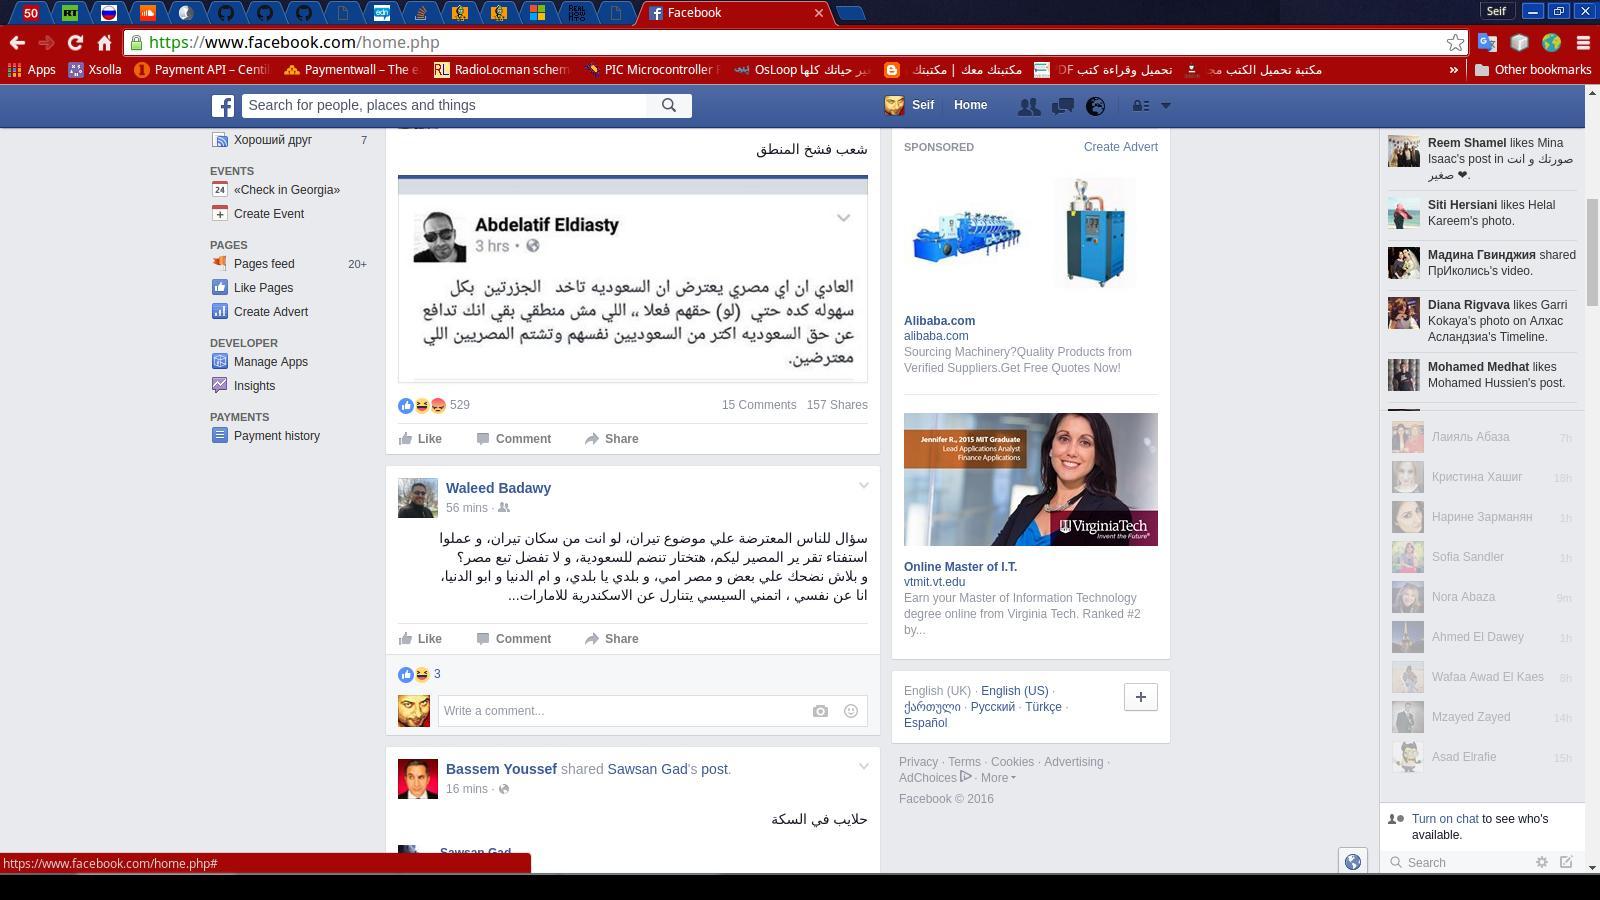 50
RT
edn
Facebook
Seif
https://www.facebook.com/home.php
Apps
Xsolla
Payment API – Centil
Paymentwall – The e
RL
RadioLocman schem
PIC Microcontroller F
OsLoop غير حياتك كلها
مكتبتك معك | مكتبتك
تحميل وقراءة كتب DF
مكتبة تحميل الكتب مج
»
Other bookmarks
Search for people, places and things
Seif
Home
Хороший друг
7
EVENTS
24
«Check in Georgia»
Create Event
PAGES
Pages feed
20+
Like Pages
Create Advert
DEVELOPER
Manage Apps
Insights
PAYMENTS
Payment history
شعب فشخ المنطق
Abdelatif Eldiasty
3 hrs •
العادي ان اي مصري يعترض ان السعوديه تاخد الجزرتين بكل
سهوله كده حتي (لو) حقهم فعلا ،، اللي مش منطقي بقي انك تدافع
عن حق السعوديه اكتر من السعوديين نفسهم وتشتم المصريين اللي
معترضين.
529
15 Comments 157 Shares
Like
Comment
Share
Waleed Badawy
56 mins ·
سؤال للناس المعترضة علي موضوع تيران، لو انت من سكان تيران، و عملوا
استفتاء تقر ير المصير ليكم، هتختار تنضم للسعودية، و لا تفضل تبع مصر؟
و بلاش نضحك علي بعض و مصر امي، و بلدي يا بلدي، و ام الدنيا و ابو الدنيا،
انا عن نفسي ، اتمني السيسي يتنارل عن الاسكندرية للامارات...
Like
Comment
Share
3
Write a comment...
Bassem Youssef shared Sawsan Gad's post.
16 mins ·
حلايب في السكة
Sawsan Gad
SPONSORED
Create Advert
Alibaba.com
alibaba.com
Sourcing Machinery?Quality Products from
Verified Suppliers.Get Free Quotes Now!
Jennifer R., 2015 MIT Graduate
Lead Applications Analyst
Finance Applications
VirginiaTech
Invent the Future®
Online Master of I.T.
vtmit.vt.edu
Earn your Master of Information Technology
degree online from Virginia Tech. Ranked #2
by...
English (UK) · English (US) ·
ქართული · Русский · Türkçe ·
Español
+
Privacy · Terms · Cookies · Advertising ·
AdChoices · More
Facebook © 2016
Reem Shamel likes Mina
Isaac's post in صورتك و انت
صغير ❤.
Siti Hersiani likes Helal
Kareem's photo.
Мадина Гвинджия shared
ПрИколись's video.
Diana Rigvava likes Garri
Kokaya's photo on Алхас
Асландзиа's Timeline.
Mohamed Medhat likes
Mohamed Hussien's post.
Лаиялъ Абаза
7h
Кристина Хашиг
18h
Нарине Зарманян
1h
Sofia Sandler
1h
Nora Abaza
9m
Ahmed El Dawey
1h
Wafaa Awad El Kaes
8h
Mzayed Zayed
14h
Asad Elrafie
15h
Turn on chat to see who's
available.
Search
https://www.facebook.com/home.php#